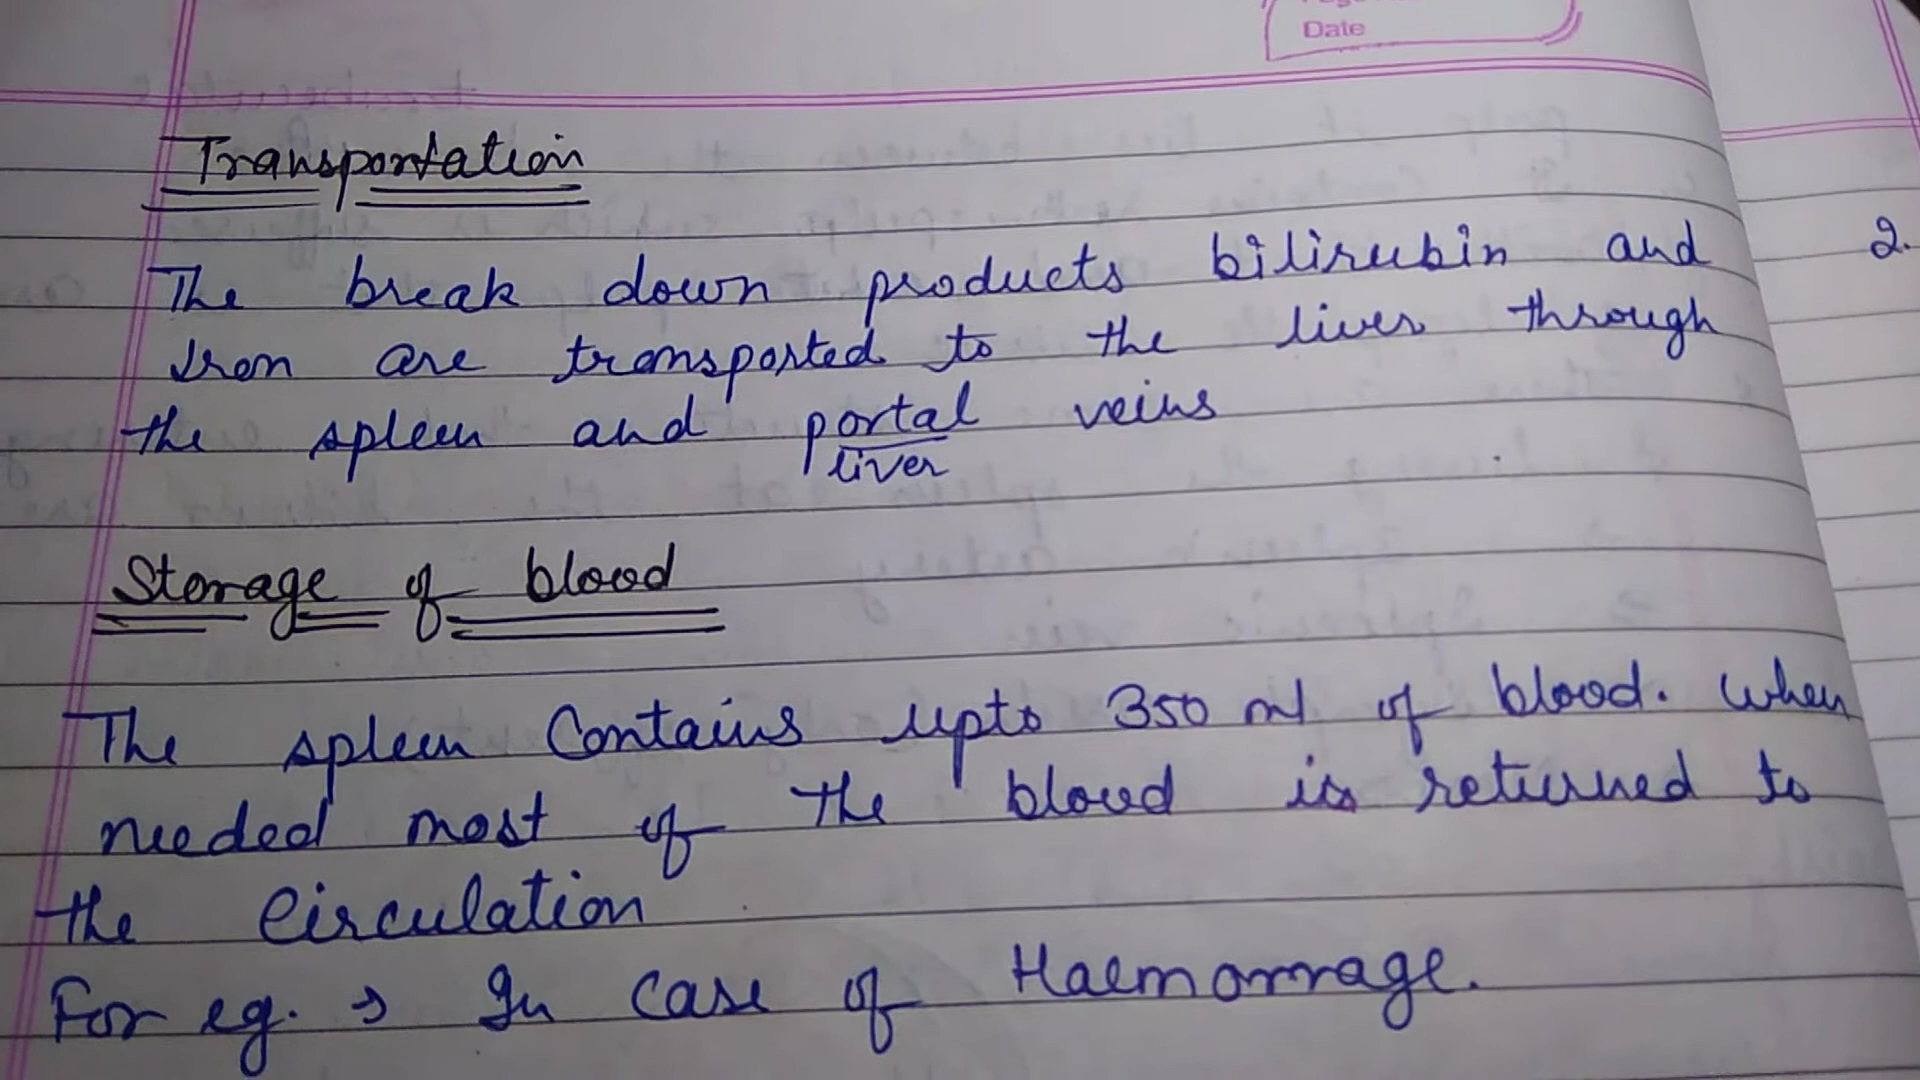 Date
Transportation
The break down products bilirubin and
Iron are transported to the liver through
the spleen and portal veins
liver
Storage of blood
The spleen Contains upto 350 ml of blood. When
needed most of the blood is returned to
the Circulation
For eg. → In case of Haemorrage.
2.